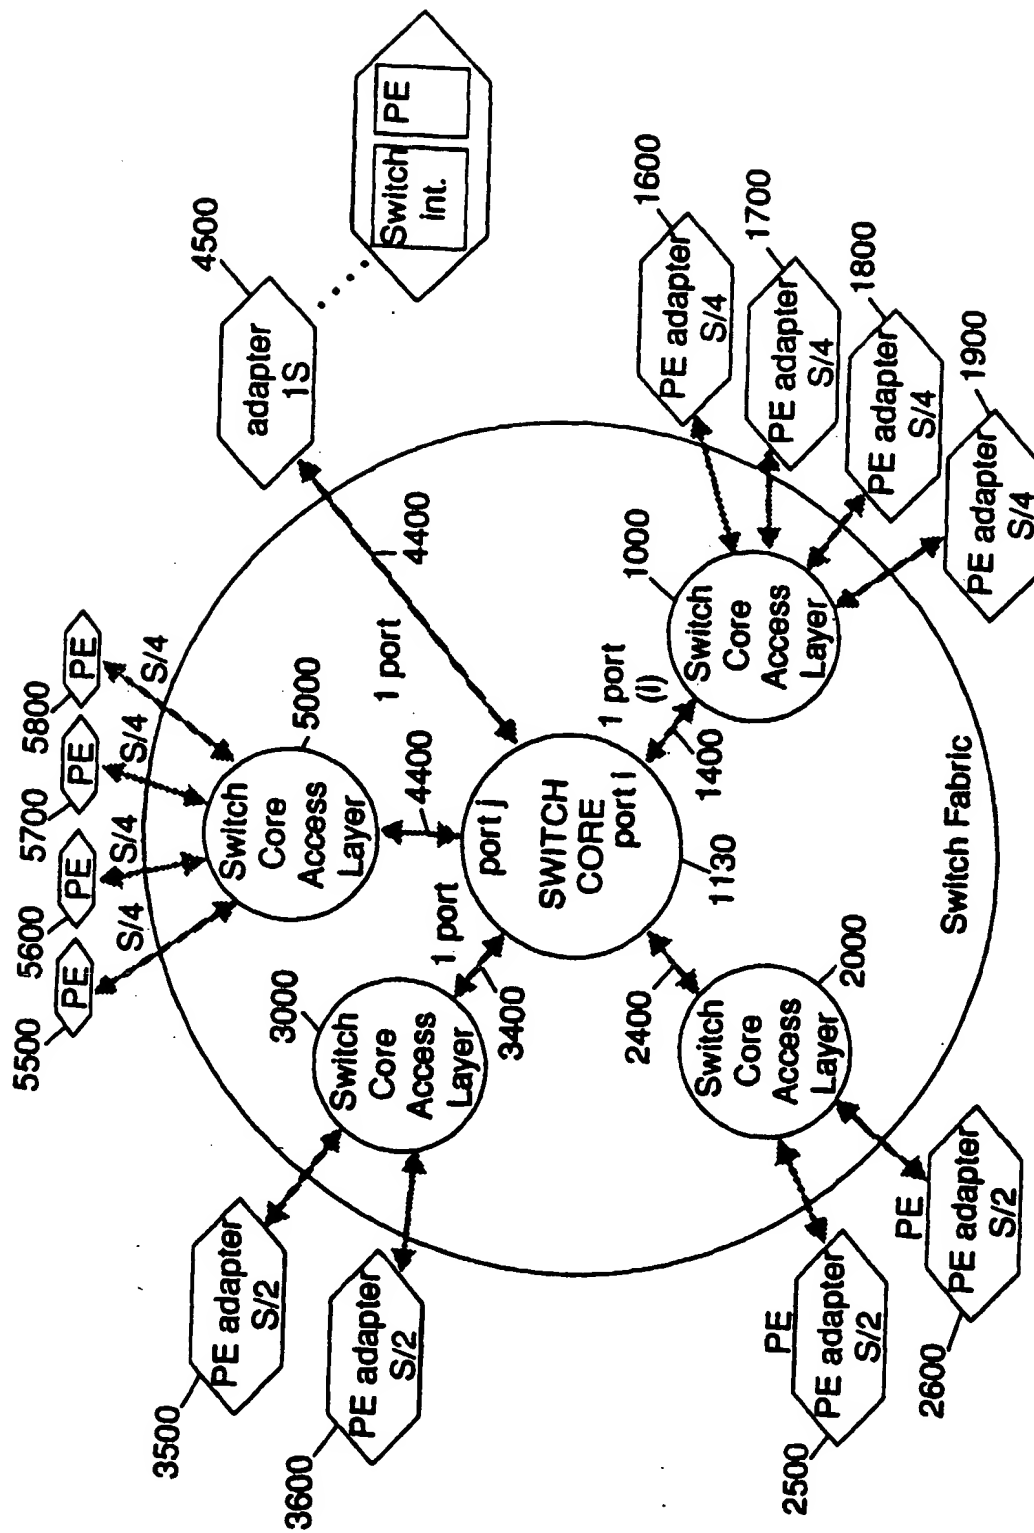 5500
5600
5700
5800
PE
PE
PE
PE
S/4
S/4
S/4
S/4
4500
adapter
1S
Switch
int.
PE
3500
PE adapter
S/2
3600
PE adapter
S/2
3000
Switch
Core
Access
Layer
1 port
3400
Switch
Core
Access
Layer
5000
4400
1 port
4400
port j
SWITCH
CORE
port i
1130
1 port
(i)
1400
1000
Switch
Core
Access
Layer
1600
PE adapter
S/4
1700
PE adapter
S/4
1800
PE adapter
S/4
1900
PE adapter
S/4
2400
2000
Switch
Core
Access
Layer
2500
PE
PE adapter
S/2
2600
PE
PE adapter
S/2
Switch Fabric